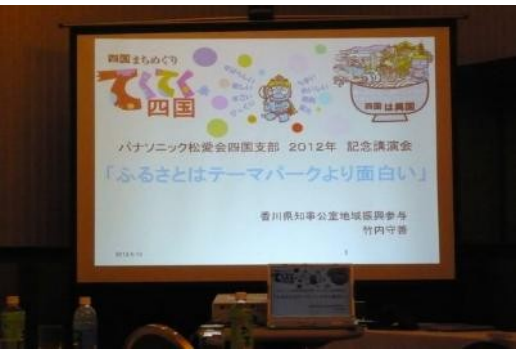 四国まちめぐり
てくてく
四国
四国は異国
パナソニック松愛会四国支部 2012年 記念講演会
「ふるさとはテーマパークより面白い」
香川県知事公室地域振興参与
竹内守善